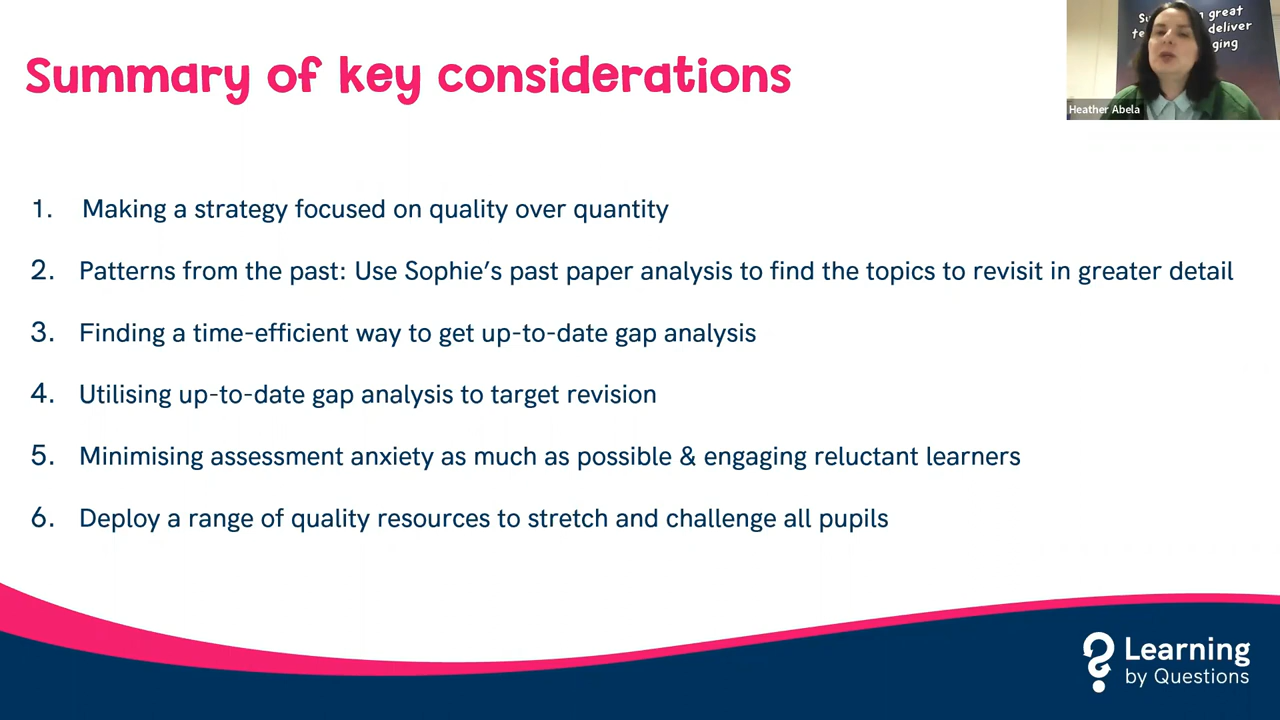 Summary of key considerations
great
deliver
Heather Abela
1. Making a strategy focused on quality over quantity
2. Patterns from the past: Use Sophie’s past paper analysis to find the topics to revisit in greater detail
3. Finding a time-efficient way to get up-to-date gap analysis
4. Utilising up-to-date gap analysis to target revision
5. Minimising assessment anxiety as much as possible & engaging reluctant learners
6. Deploy a range of quality resources to stretch and challenge all pupils
Learning
by Questions